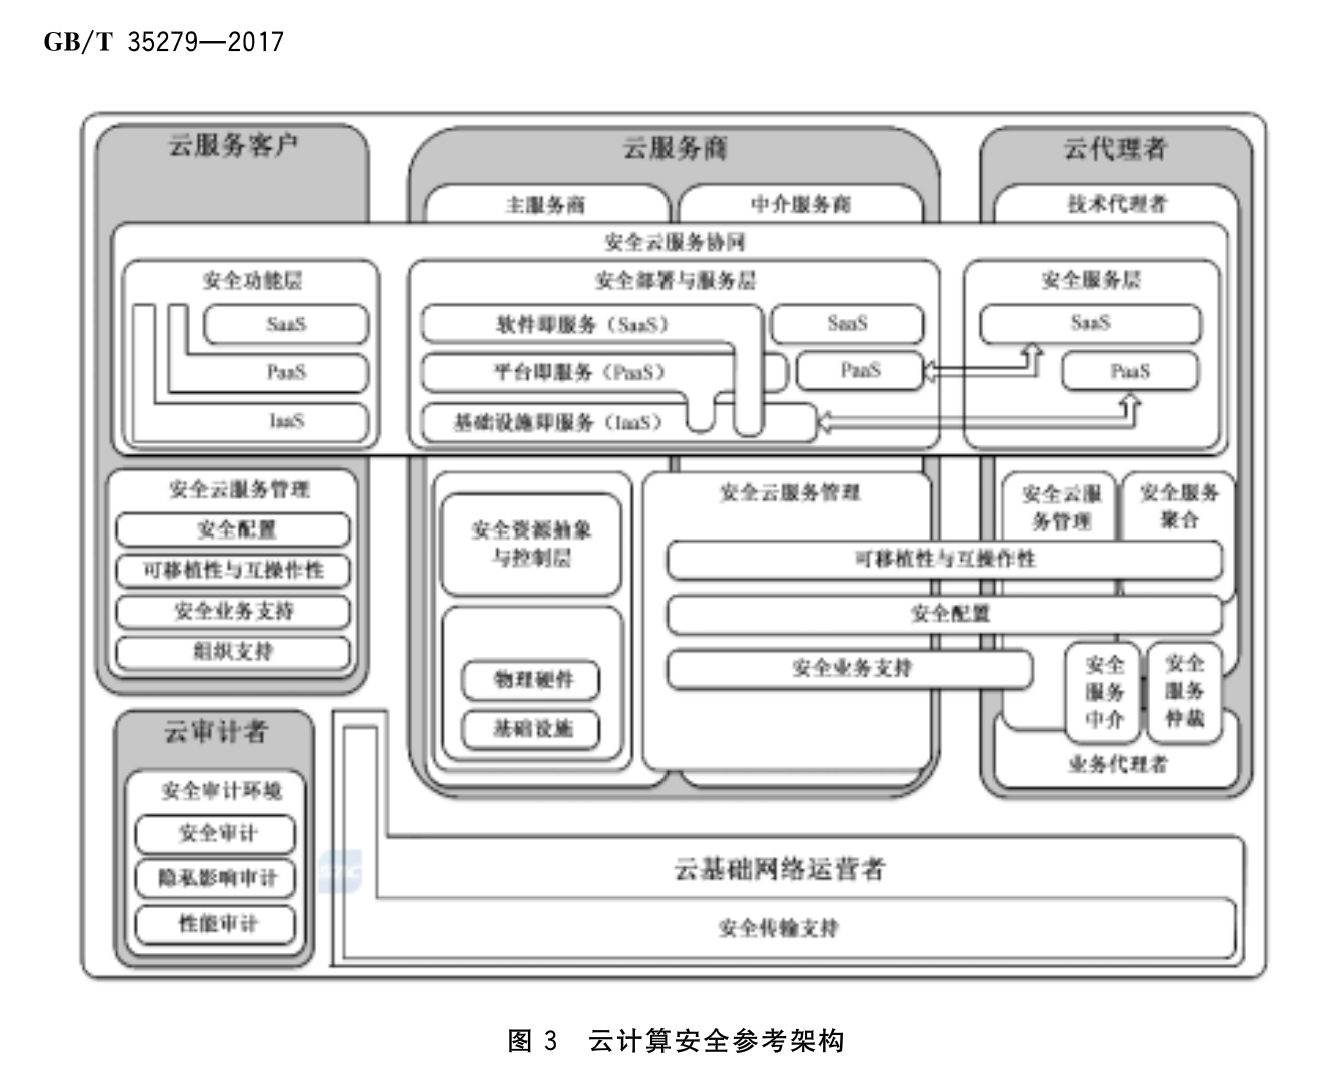 GB/T 35279—2017
云服务客户
云服务商
云代理者
主服务商
中介服务商
技术代理者
安全云服务协同
安全功能层
SaaS
PaaS
IaaS
安全部署与服务层
软件即服务（SaaS）
SaaS
平台即服务（PaaS）
PaaS
基础设施即服务（IaaS）
安全服务层
SaaS
PaaS
安全云服务管理
安全配置
可移植性与互操作性
安全业务支持
组织支持
安全资源抽象
与控制层
物理硬件
基础设施
安全云服务管理
安全云服
务管理
安全服务
聚合
可移植性与互操作性
安全配置
安全业务支持
安全
服务
中介
安全
服务
仲裁
业务代理者
云审计者
安全审计环境
安全审计
隐私影响审计
性能审计
云基础网络运营者
安全传输支持
图 3 云计算安全参考架构